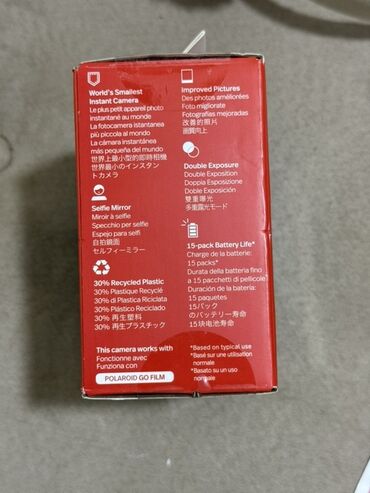 World's Smallest
Instant Camera
Le plus petit appareil photo
instantané au monde
La fotocamera istantanea
più piccola al mondo
La cámara instantánea
más pequeña del mundo
世界上最小型的即時相機
世界最小のインスタン
トカメラ
Selfie Mirror
Miroir à selfie
Specchio per selfie
Espejo para selfi
自拍鏡面
セルフィーミラー
30% Recycled Plastic
30% Plastique Recyclé
30% di Plastica Riciclata
30% Plástico Reciclado
30% 再生塑料
30% 再生プラスチック
This camera works with
Fonctionne avec
Funziona con
POLAROID GO FILM
Improved Pictures
Des photos améliorées
Foto migliorate
Fotografías mejoradas
改善的照片
画質向上
Double Exposure
Double Exposition
Doppia Esposizione
Doble Exposición
雙重曝光
多重露光モード
15-pack Battery Life*
Charge de la batterie:
15 packs*
Durata della batteria fino
a 15 pacchetti di pellicole
Duración de la batería:
15 paquetes
15パック
のバッテリー寿命
15块电池寿命
*Based on typical use
*Basé sur une utilisation
normale
*Basato su un uso
normale